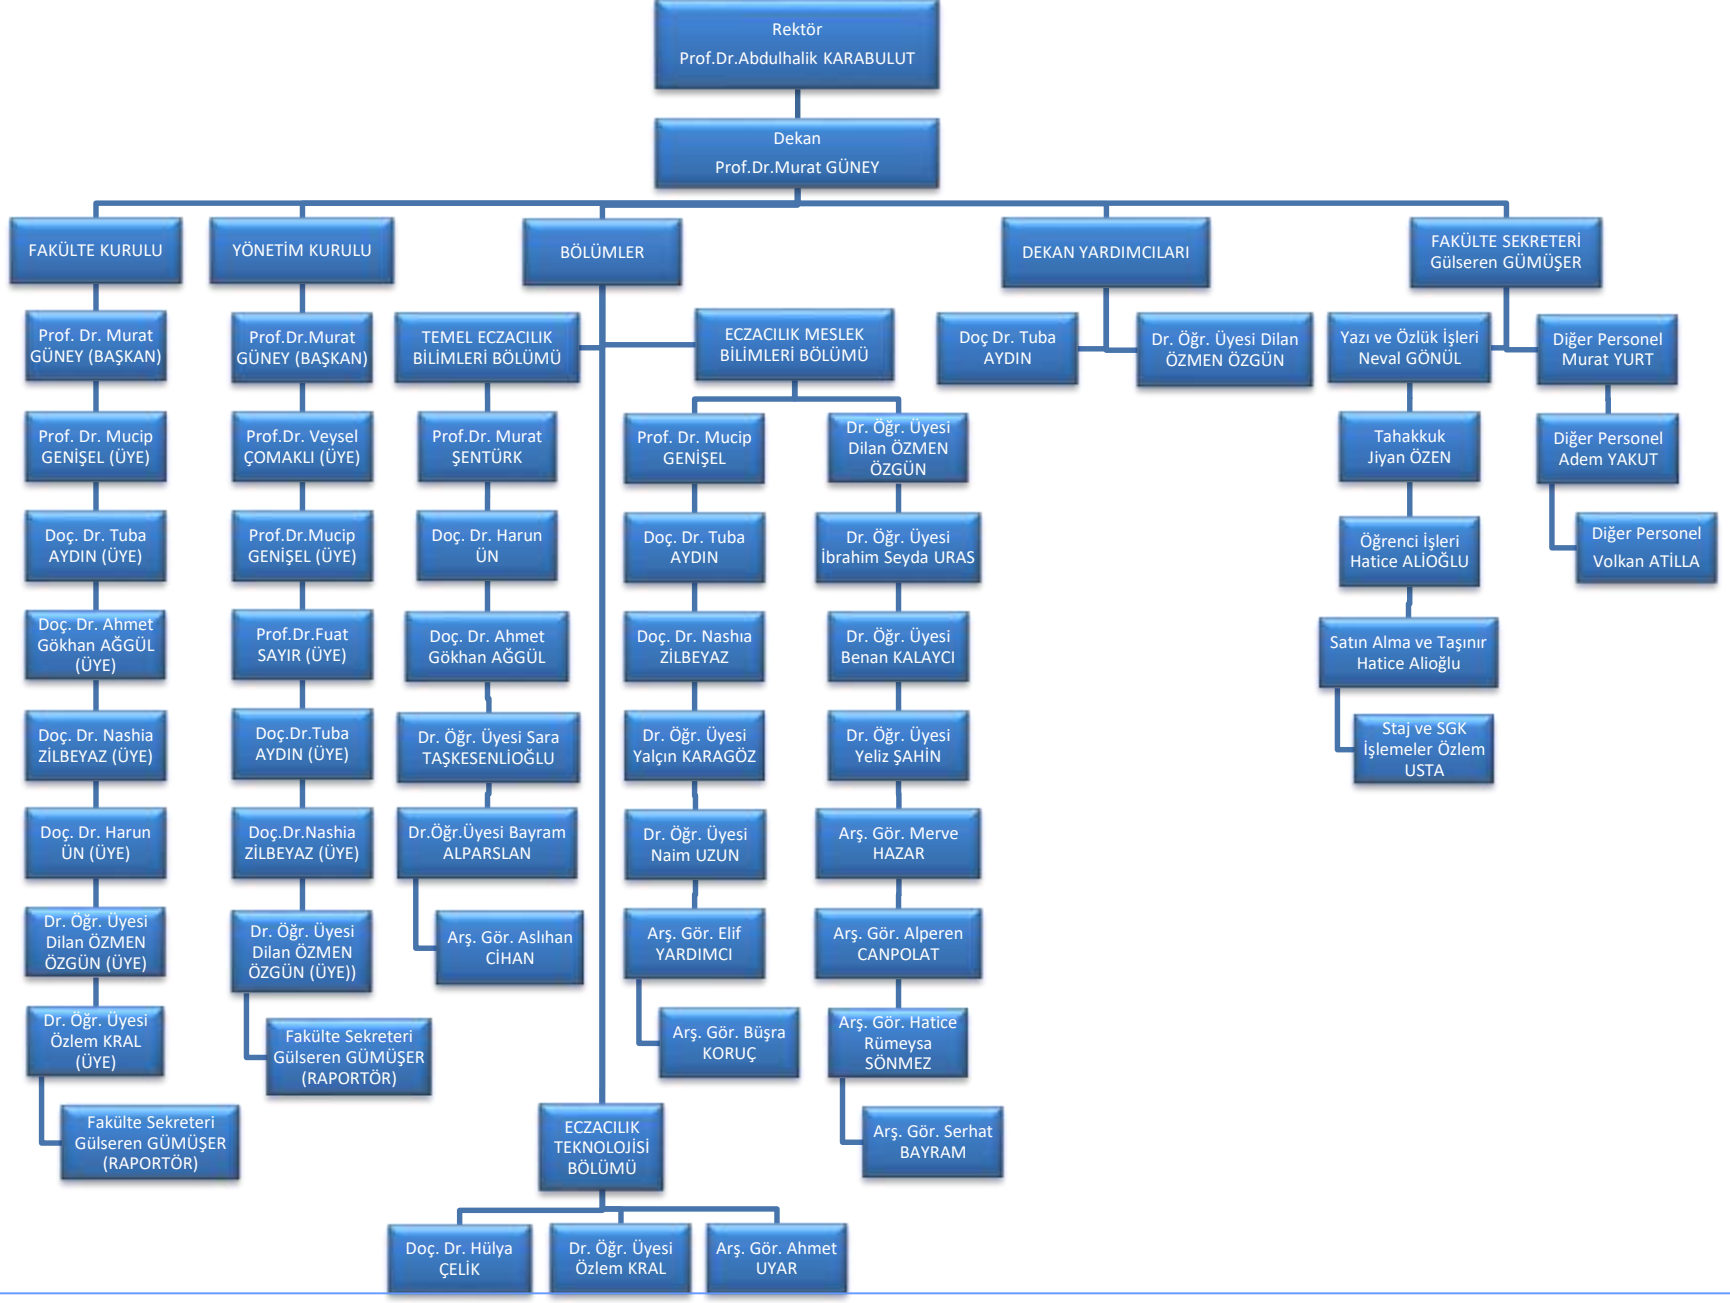 Rektör
Prof.Dr.Abdulhalik KARABULUT
Dekan
Prof.Dr.Murat GÜNEY
FAKÜLTE KURULU
YÖNETİM KURULU
BÖLÜMLER
DEKAN YARDIMCILARI
FAKÜLTE SEKRETERİ
Gülseren GÜMÜŞER
Prof. Dr. Murat
GÜNEY (BAŞKAN)
Prof. Dr. Mucip
GENİŞEL (ÜYE)
Doç. Dr. Tuba
AYDIN (ÜYE)
Doç. Dr. Ahmet
Gökhan AĞGÜL
(ÜYE)
Doç. Dr. Nashia
ZİLBEYAZ (ÜYE)
Doç. Dr. Harun
ÜN (ÜYE)
Dr. Öğr. Üyesi
Dilan ÖZMEN
ÖZGÜN (ÜYE)
Dr. Öğr. Üyesi
Özlem KRAL
(ÜYE)
Fakülte Sekreteri
Gülseren GÜMÜŞER
(RAPORTÖR)
Prof.Dr.Murat
GÜNEY (BAŞKAN)
Prof.Dr. Veysel
ÇOMAKLI (ÜYE)
Prof.Dr.Mucip
GENİŞEL (ÜYE)
Prof.Dr.Fuat
SAYIR (ÜYE)
Doç.Dr.Tuba
AYDIN (ÜYE)
Doç.Dr.Nashia
ZİLBEYAZ (ÜYE)
Dr. Öğr. Üyesi
Dilan ÖZMEN
ÖZGÜN (ÜYE))
Fakülte Sekreteri
Gülseren GÜMÜŞER
(RAPORTÖR)
TEMEL ECZACILIK
BİLİMLERİ BÖLÜMÜ
Prof.Dr. Murat
ŞENTÜRK
Doç. Dr. Harun
ÜN
Doç. Dr. Ahmet
Gökhan AĞGÜL
Dr. Öğr. Üyesi Sara
TAŞKESENLİOĞLU
Dr.Öğr.Üyesi Bayram
ALPARSLAN
Arş. Gör. Aslıhan
CİHAN
ECZACILIK MESLEK
BİLİMLERİ BÖLÜMÜ
Prof. Dr. Mucip
GENİŞEL
Doç. Dr. Tuba
AYDIN
Doç. Dr. Nashıa
ZİLBEYAZ
Dr. Öğr. Üyesi
Yalçın KARAGÖZ
Dr. Öğr. Üyesi
Naim UZUN
Arş. Gör. Elif
YARDIMCI
Arş. Gör. Büşra
KORUÇ
Dr. Öğr. Üyesi
Dilan ÖZMEN
ÖZGÜN
Dr. Öğr. Üyesi
İbrahim Seyda URAS
Dr. Öğr. Üyesi
Benan KALAYCI
Dr. Öğr. Üyesi
Yeliz ŞAHİN
Arş. Gör. Merve
HAZAR
Arş. Gör. Alperen
CANPOLAT
Arş. Gör. Hatice
Rümeysa
SÖNMEZ
Arş. Gör. Serhat
BAYRAM
ECZACILIK
TEKNOLOJİSİ
BÖLÜMÜ
Doç. Dr. Hülya
ÇELİK
Dr. Öğr. Üyesi
Özlem KRAL
Arş. Gör. Ahmet
UYAR
Doç Dr. Tuba
AYDIN
Dr. Öğr. Üyesi Dilan
ÖZMEN ÖZGÜN
Yazı ve Özlük İşleri
Neval GÖNÜL
Tahakkuk
Jiyan ÖZEN
Öğrenci İşleri
Hatice ALİOĞLU
Satın Alma ve Taşınır
Hatice Alioğlu
Staj ve SGK
İşlemeler Özlem
USTA
Diğer Personel
Murat YURT
Diğer Personel
Adem YAKUT
Diğer Personel
Volkan ATİLLA